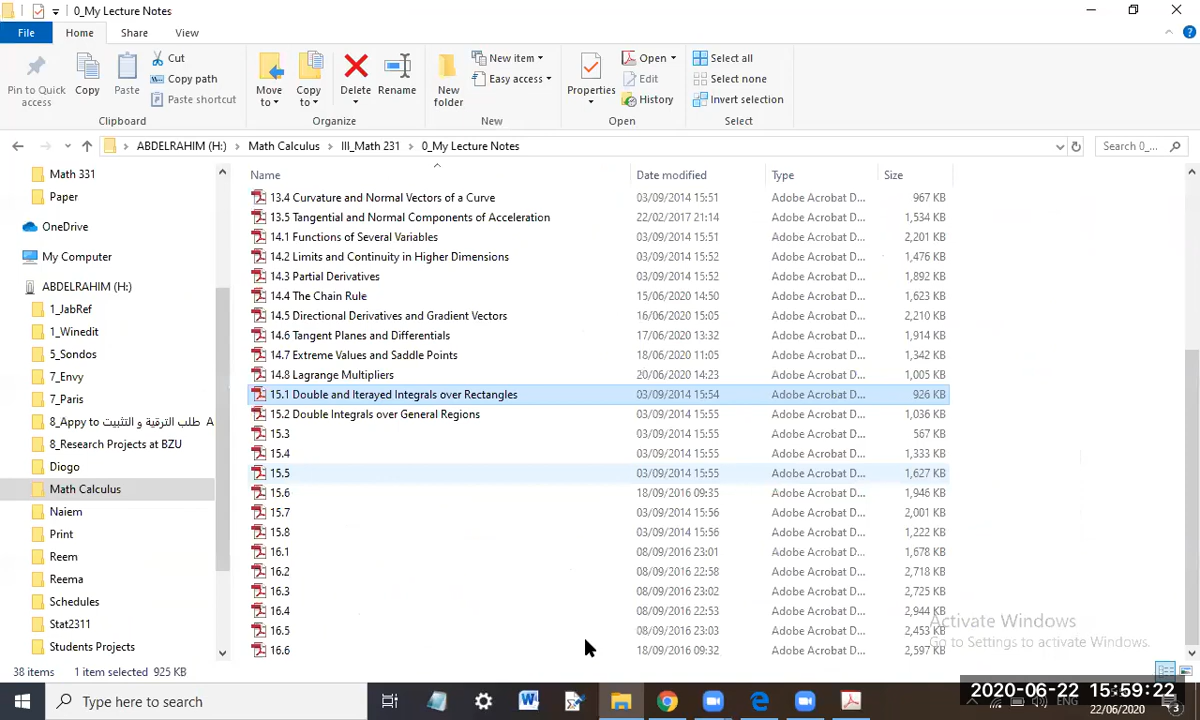 0_My Lecture Notes
File Home Share View
Pin to Quick access
Copy
Paste
Cut
Copy path
Paste shortcut
Move to
Copy to
Delete
Rename
New folder
New item
Easy access
Properties
Open
Edit
History
Select all
Select none
Invert selection
Clipboard Organize New Open Select
ABDELRAHIM (H:) Math Calculus III_Math 231 0_My Lecture Notes
Search 0_...
Math 331
Paper
OneDrive
My Computer
ABDELRAHIM (H:)
1_JabRef
1_Winedit
5_Sondos
7_Envy
7_Paris
8_Appy to طلب الترقية و التثبيت A
8_Research Projects at BZU
Diogo
Math Calculus
Naiem
Print
Reem
Reema
Schedules
Stat2311
Students Projects
Name Date modified Type Size
13.4 Curvature and Normal Vectors of a Curve 03/09/2014 15:51 Adobe Acrobat D... 967 KB
13.5 Tangential and Normal Components of Acceleration 22/02/2017 21:14 Adobe Acrobat D... 1,534 KB
14.1 Functions of Several Variables 03/09/2014 15:51 Adobe Acrobat D... 2,201 KB
14.2 Limits and Continuity in Higher Dimensions 03/09/2014 15:52 Adobe Acrobat D... 1,476 KB
14.3 Partial Derivatives 03/09/2014 15:52 Adobe Acrobat D... 1,892 KB
14.4 The Chain Rule 15/06/2020 14:50 Adobe Acrobat D... 1,623 KB
14.5 Directional Derivatives and Gradient Vectors 16/06/2020 15:05 Adobe Acrobat D... 2,210 KB
14.6 Tangent Planes and Differentials 17/06/2020 13:32 Adobe Acrobat D... 1,914 KB
14.7 Extreme Values and Saddle Points 18/06/2020 11:05 Adobe Acrobat D... 1,342 KB
14.8 Lagrange Multipliers 20/06/2020 14:23 Adobe Acrobat D... 1,005 KB
15.1 Double and Iterayed Integrals over Rectangles 03/09/2014 15:54 Adobe Acrobat D... 926 KB
15.2 Double Integrals over General Regions 03/09/2014 15:55 Adobe Acrobat D... 1,036 KB
15.3 03/09/2014 15:55 Adobe Acrobat D... 567 KB
15.4 03/09/2014 15:55 Adobe Acrobat D... 1,333 KB
15.5 03/09/2014 15:55 Adobe Acrobat D... 1,627 KB
15.6 18/09/2016 09:35 Adobe Acrobat D... 1,946 KB
15.7 03/09/2014 15:56 Adobe Acrobat D... 2,001 KB
15.8 03/09/2014 15:56 Adobe Acrobat D... 1,222 KB
16.1 08/09/2016 23:01 Adobe Acrobat D... 1,678 KB
16.2 08/09/2016 22:58 Adobe Acrobat D... 2,718 KB
16.3 08/09/2016 23:02 Adobe Acrobat D... 2,725 KB
16.4 08/09/2016 22:53 Adobe Acrobat D... 2,944 KB
16.5 08/09/2016 23:03 Adobe Acrobat D... 2,453 KB
16.6 18/09/2016 09:32 Adobe Acrobat D... 2,597 KB
Activate Windows
Go to Settings to activate Windows.
38 items 1 item selected 925 KB
Type here to search
2020-06-22 15:59:22
ENG
22/06/2020
3